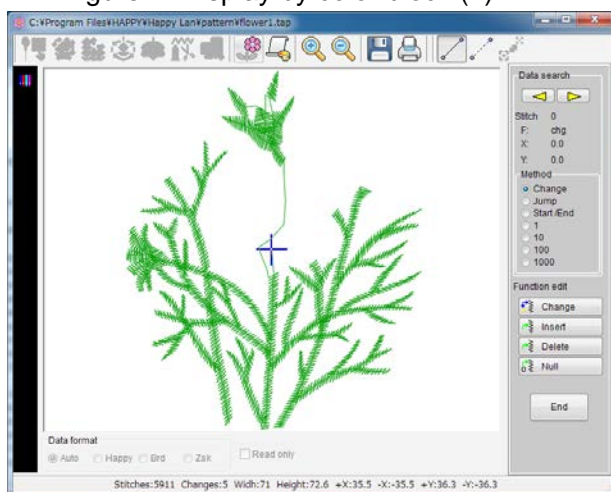 C:¥Program Files¥HAPPY¥Happy Lan¥pattern¥flower1.tap
Data search
Stitch 0
F: chg
X: 0.0
Y: 0.0
Method
Change
Jump
Start /End
1
10
100
1000
Function edit
Change
Insert
Delete
Null
End
Data format
Auto
Happy
Brd
Zsk
Read only
Stitches:5911 Changes:5 Widh:71 Height:72.6 +X:35.5 -X:-35.5 +Y:36.3 -Y:-36.3